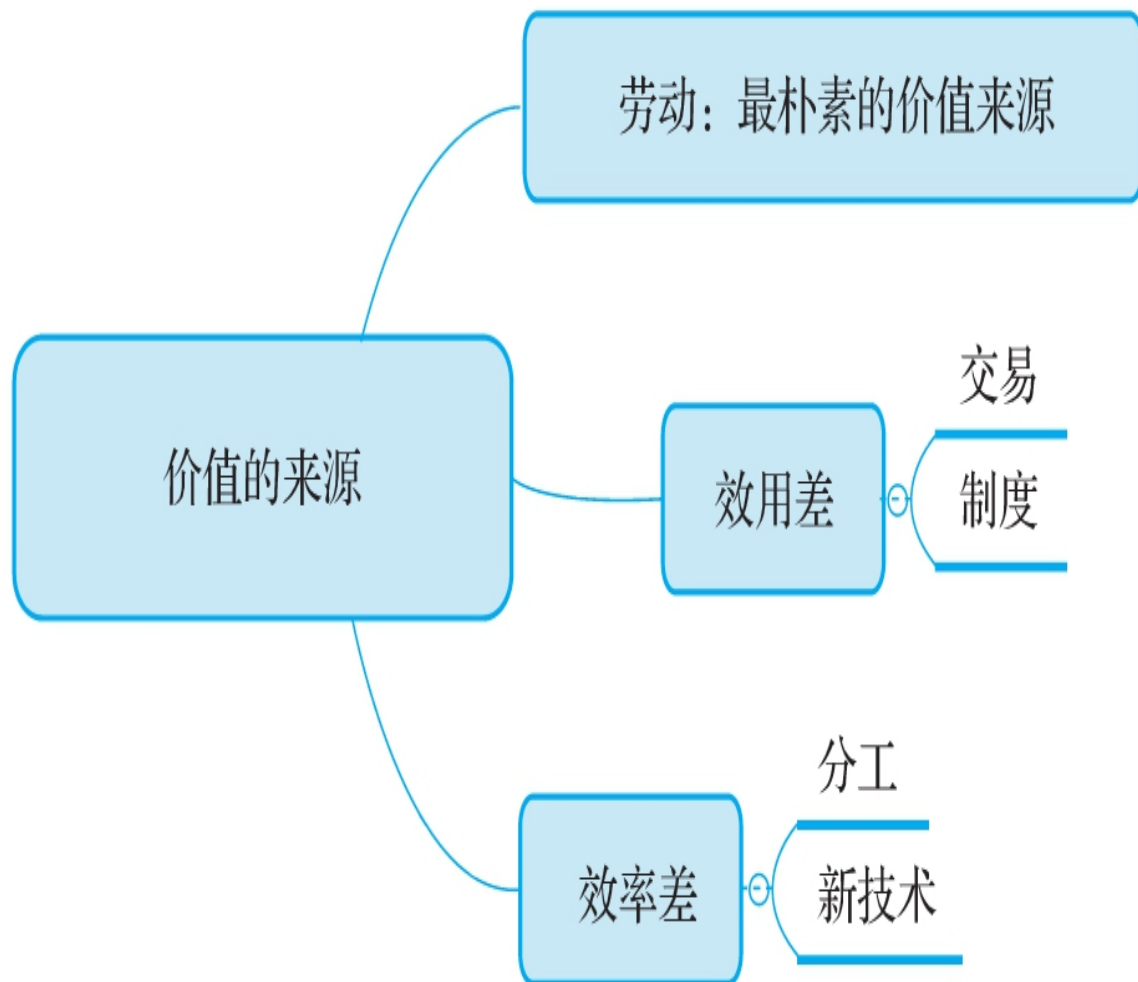 劳动：最朴素的价值来源
价值的来源
效用差
交易
制度
效率差
分工
新技术